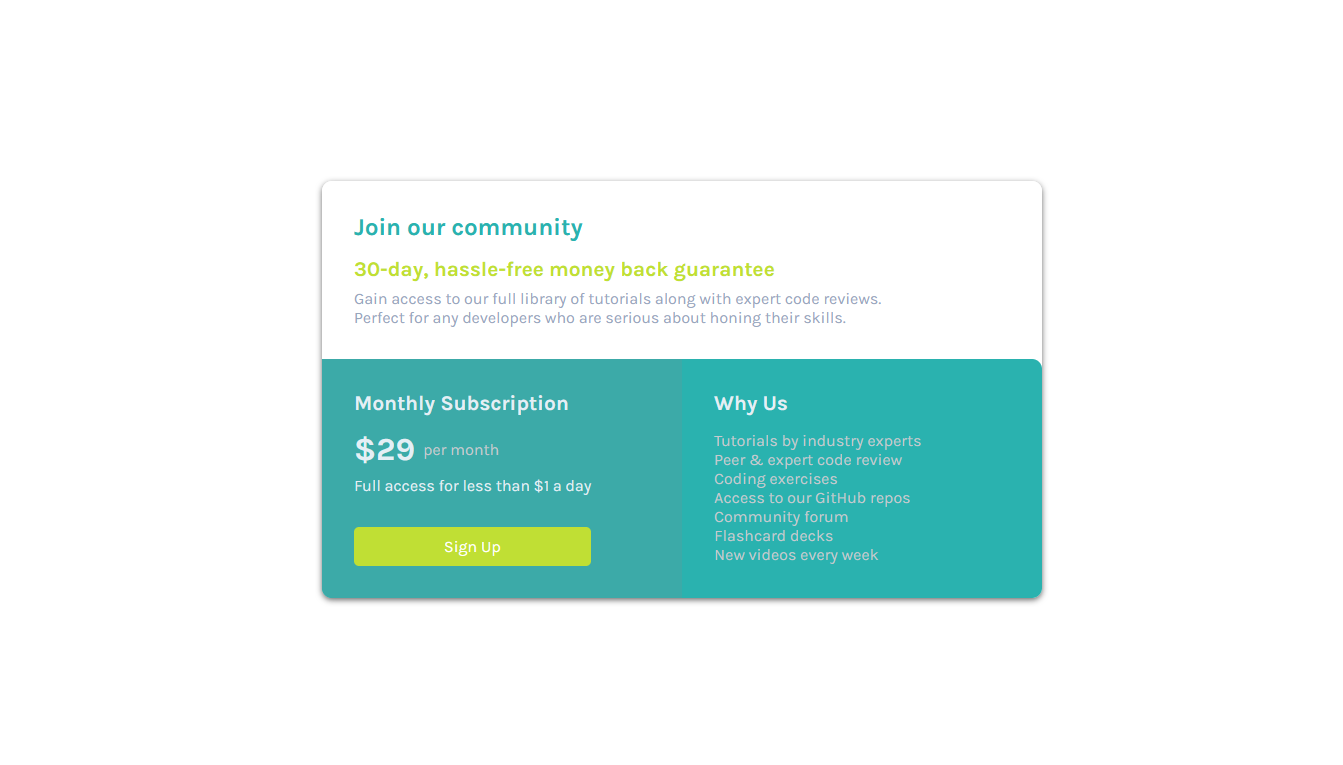 Join our community
30-day, hassle-free money back guarantee
Gain access to our full library of tutorials along with expert code reviews.
Perfect for any developers who are serious about honing their skills.
Monthly Subscription
$29 per month
Full access for less than $1 a day
Sign Up
Why Us
Tutorials by industry experts
Peer & expert code review
Coding exercises
Access to our GitHub repos
Community forum
Flashcard decks
New videos every week